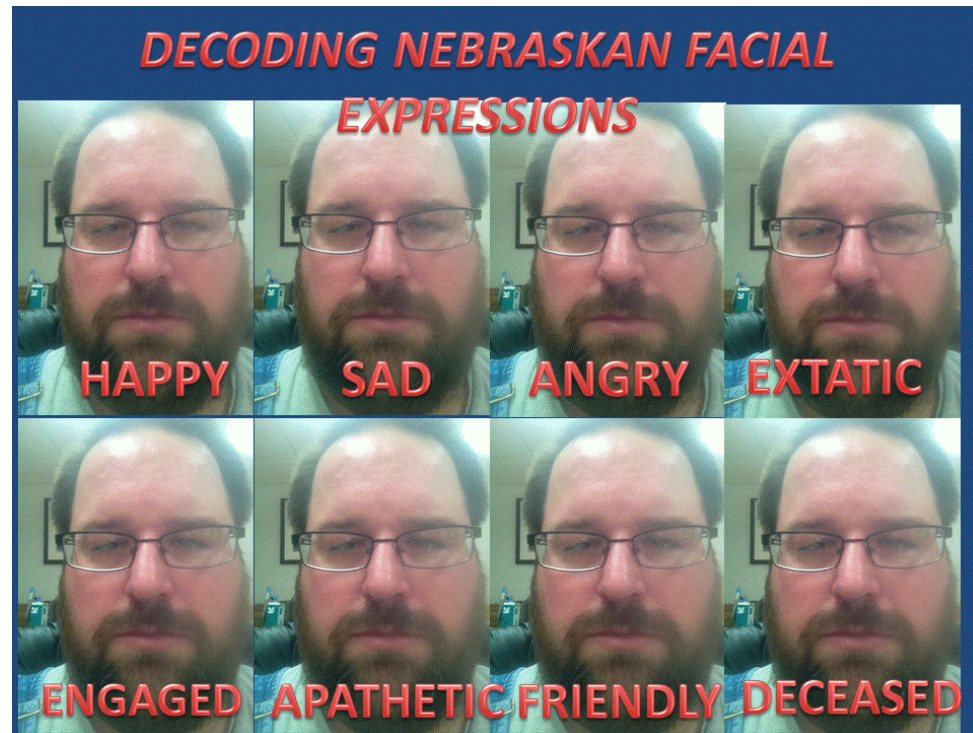 DECODING NEBRASKAN FACIAL
EXPRESSIONS
HAPPY
SAD
ANGRY
EXTATIC
ENGAGED
APATHETIC
FRIENDLY
DECEASED